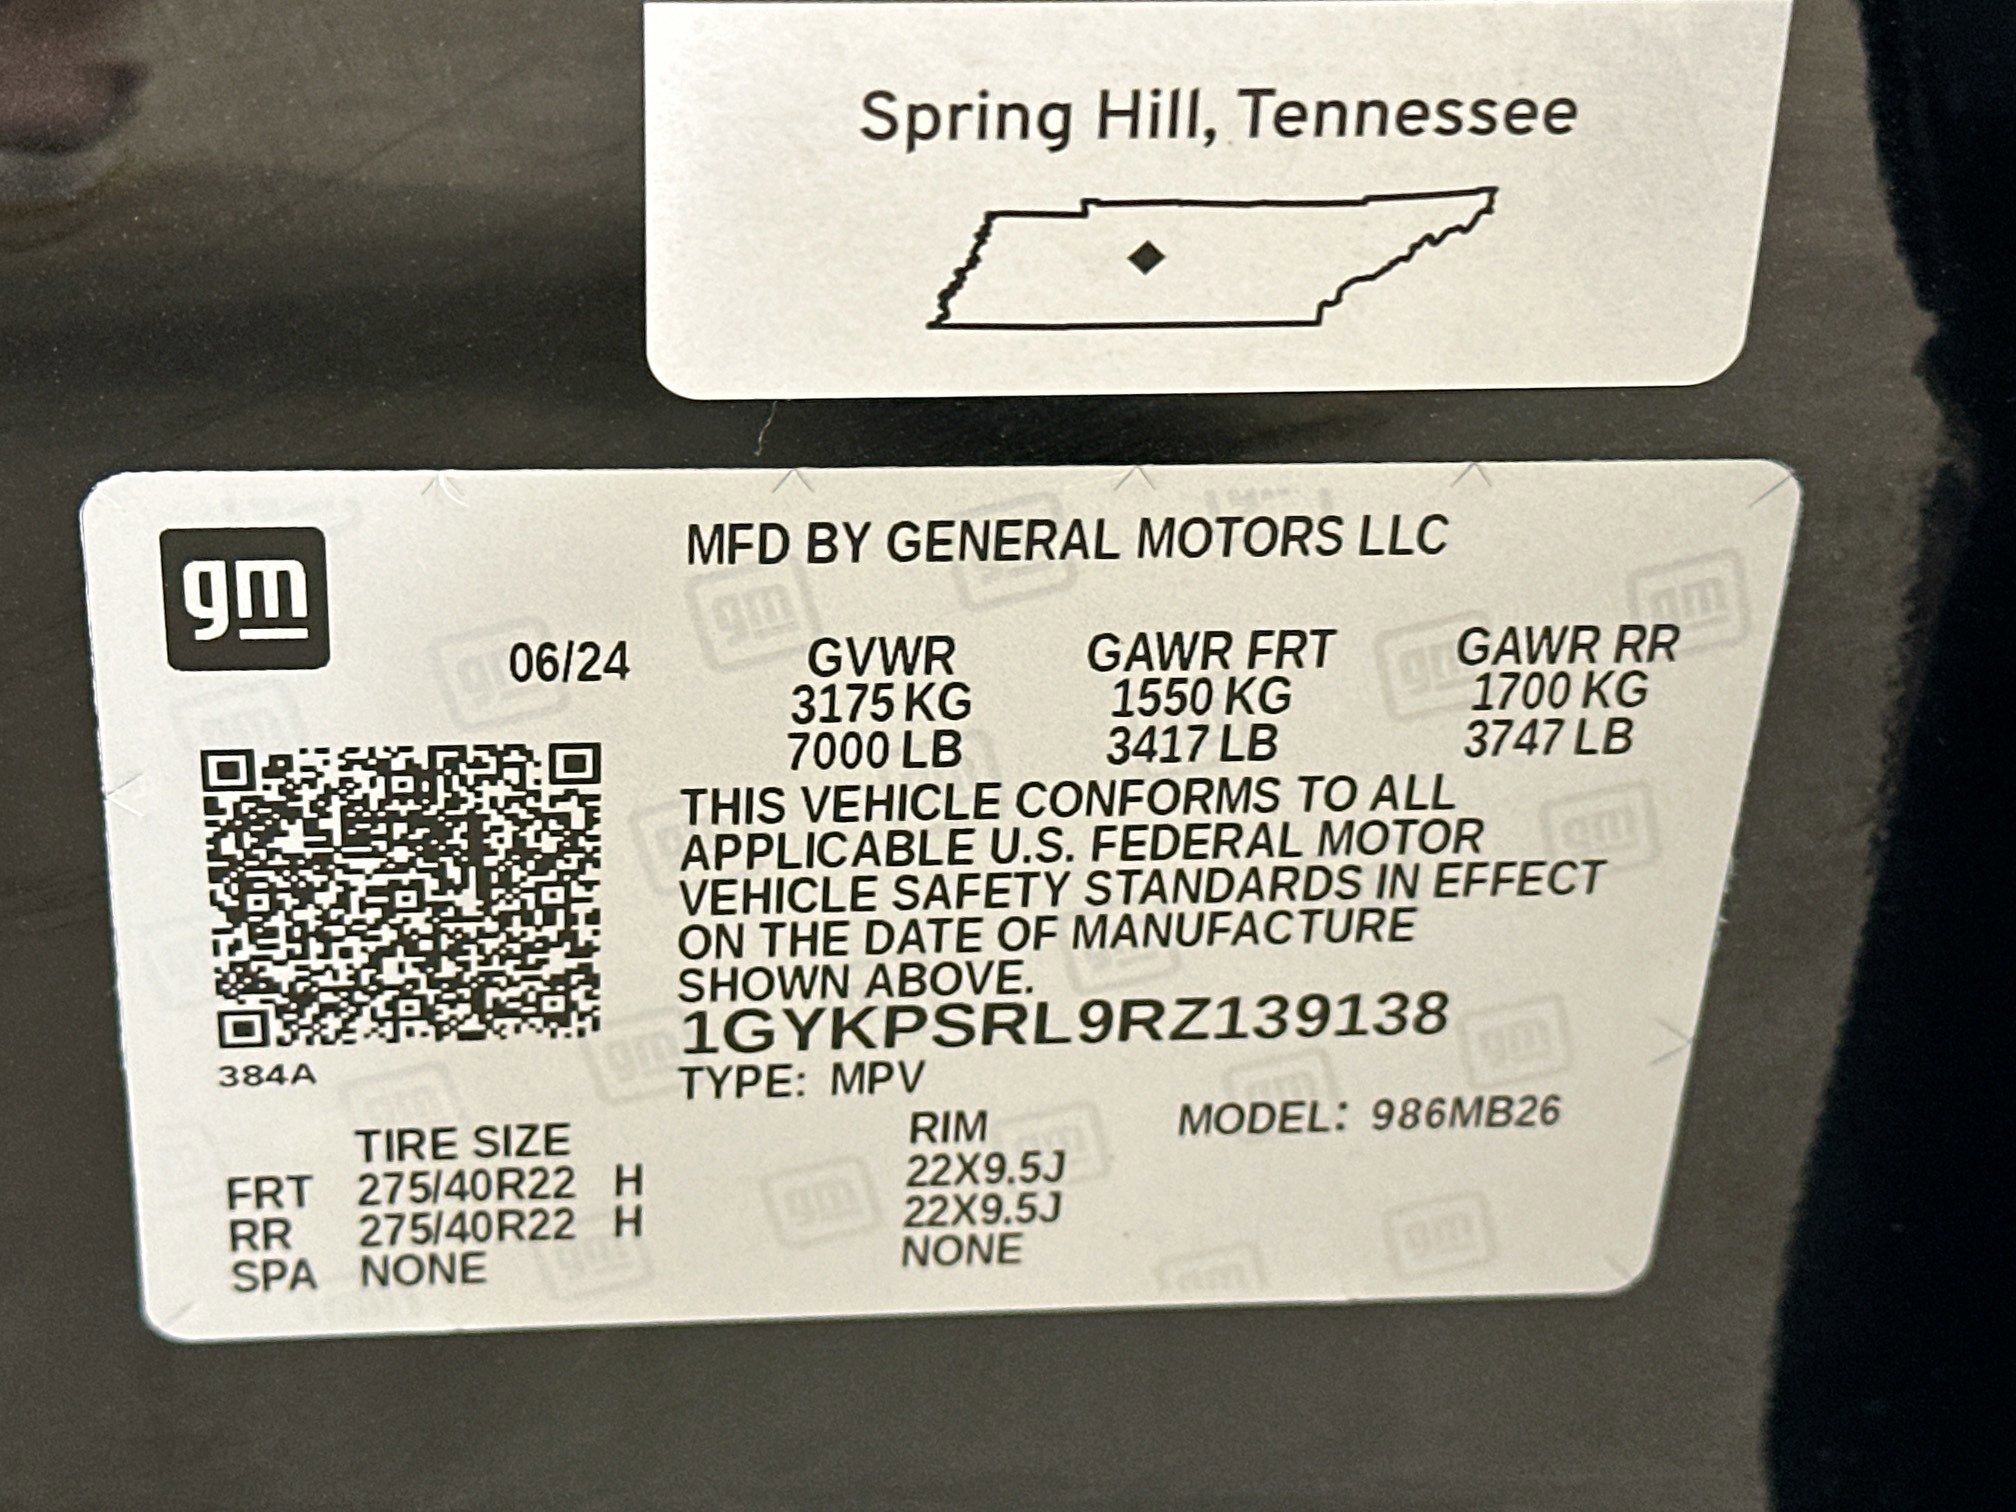 Spring Hill, Tennessee
gm
MFD BY GENERAL MOTORS LLC
06/24 GVWR GAWR FRT GAWR RR
3175 KG 1550 KG 1700 KG
7000 LB 3417 LB 3747 LB
THIS VEHICLE CONFORMS TO ALL
APPLICABLE U.S. FEDERAL MOTOR
VEHICLE SAFETY STANDARDS IN EFFECT
ON THE DATE OF MANUFACTURE
SHOWN ABOVE.
1GYKPSRL9RZ139138
384A
TYPE: MPV
MODEL: 986MB26
TIRE SIZE RIM
FRT 275/40R22 H 22X9.5J
RR 275/40R22 H 22X9.5J
SPA NONE NONE